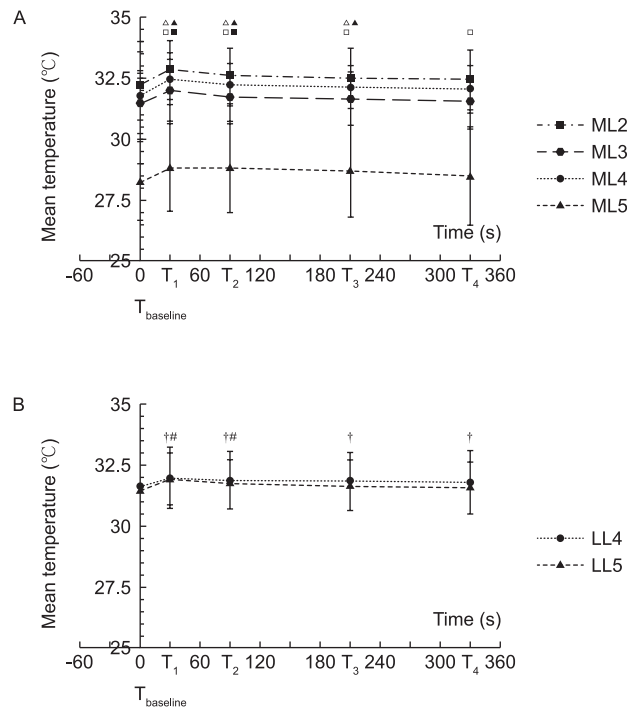 A
35
△ ▲ △ ▲ △ ▲
□ ■ □ ■ □ □
32.5
31
27.5
25
Mean temperature (℃)
ML2
ML3
ML4
ML5
Time (s)
-60 0 T1 60 T2 120 180 T3 240 300 T4 360
Tbaseline
B
35
†# †# † †
32.5
31
27.5
25
Mean temperature (℃)
LL4
LL5
Time (s)
-60 0 T1 60 T2 120 180 T3 240 300 T4 360
Tbaseline